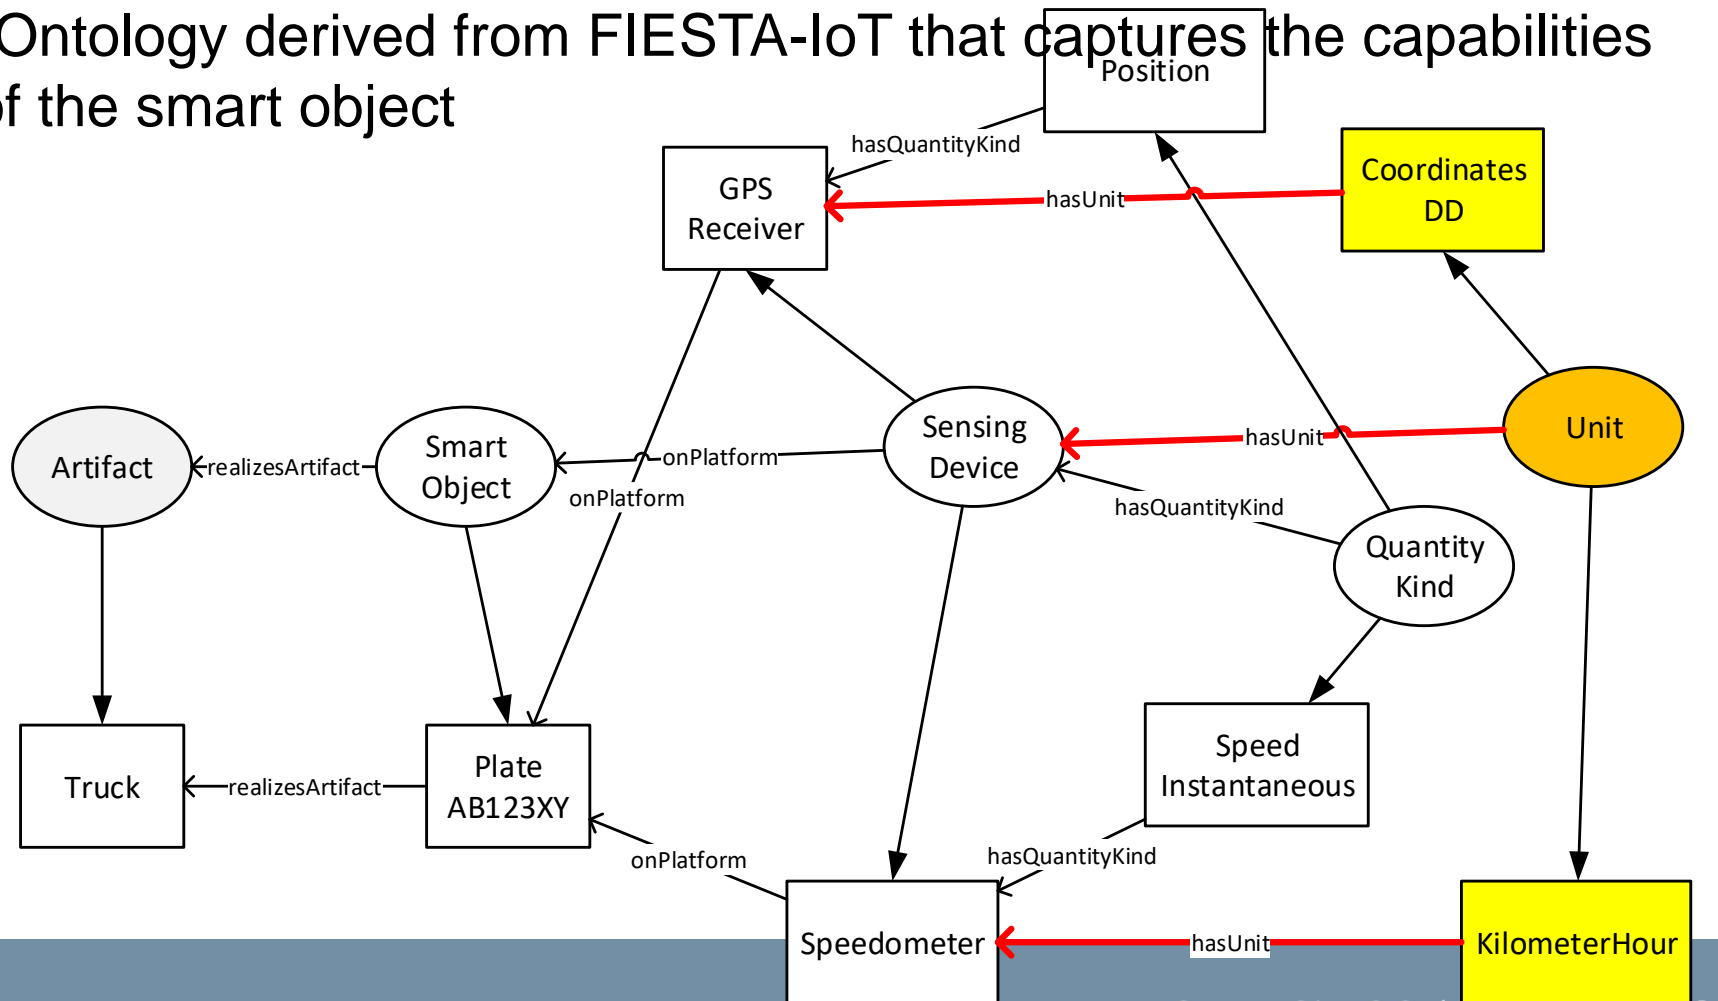 Ontology derived from FIESTA-IoT that captures the capabilities
of the smart object
Position
hasQuantityKind
GPS
Receiver
hasUnit
Coordinates
DD
Artifact
realizesArtifact
Smart
Object
onPlatform
onPlatform
Sensing
Device
hasUnit
Unit
hasQuantityKind
Quantity
Kind
Truck
realizesArtifact
Plate
AB123XY
Speed
Instantaneous
onPlatform
hasQuantityKind
Speedometer
hasUnit
KilometerHour